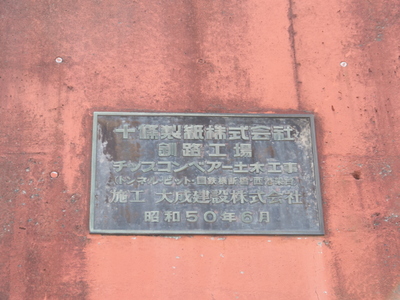 十條製紙株式会社
釧路工場
チップコンベアー土木工事
施工 大成建設株式会社
昭和50年6月